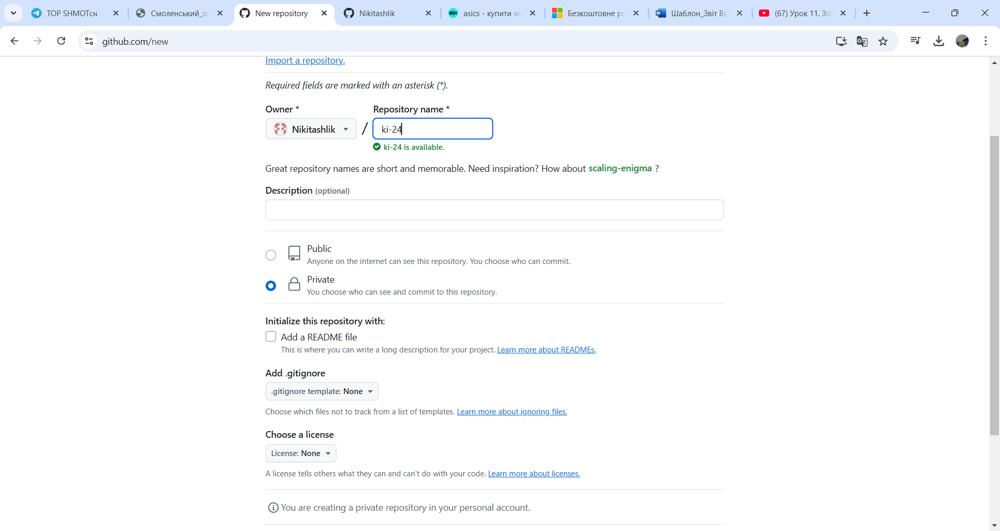 TOP SHMOTсн
Смоленський_зв
New repository
Nikitashlik
asics - купити чо
Безкоштовне ре
Шаблон_Звіт Вс
(67) Урок 11. Зо
github.com/new
Import a repository.
Required fields are marked with an asterisk (*).
Owner *
Repository name *
Nikitashlik
/
ki-24
ki-24 is available.
Great repository names are short and memorable. Need inspiration? How about scaling-enigma ?
Description (optional)
Public
Anyone on the internet can see this repository. You choose who can commit.
Private
You choose who can see and commit to this repository.
Initialize this repository with:
Add a README file
This is where you can write a long description for your project. Learn more about READMEs.
Add .gitignore
.gitignore template: None
Choose which files not to track from a list of templates. Learn more about ignoring files.
Choose a license
License: None
A license tells others what they can and can't do with your code. Learn more about licenses.
You are creating a private repository in your personal account.